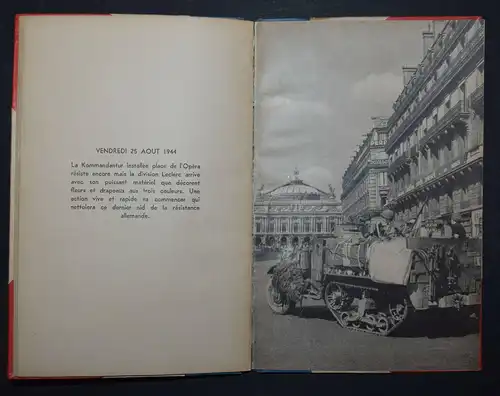 VENDREDI 25 AOUT 1944
La Kommandantur installée place de l'Opéra
résiste encore mais la division Leclerc arrive
avec son puissant matériel que décorent
fleurs et drapeaux aux trois couleurs. Une
action vive et rapide va commencer qui
nettoiera ce dernier nid de la résistance
allemande.